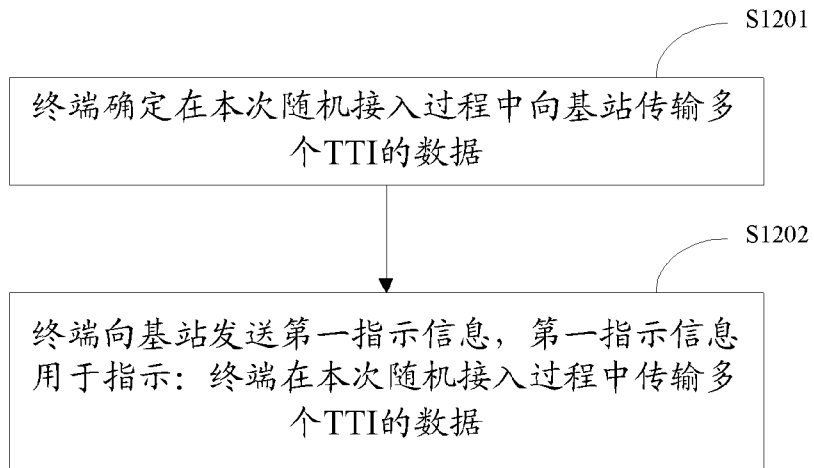 S1201
终端确定在本次随机接入过程中向基站传输多
个TTI的数据
S1202
终端向基站发送第一指示信息，第一指示信息
用于指示：终端在本次随机接入过程中传输多
个TTI的数据